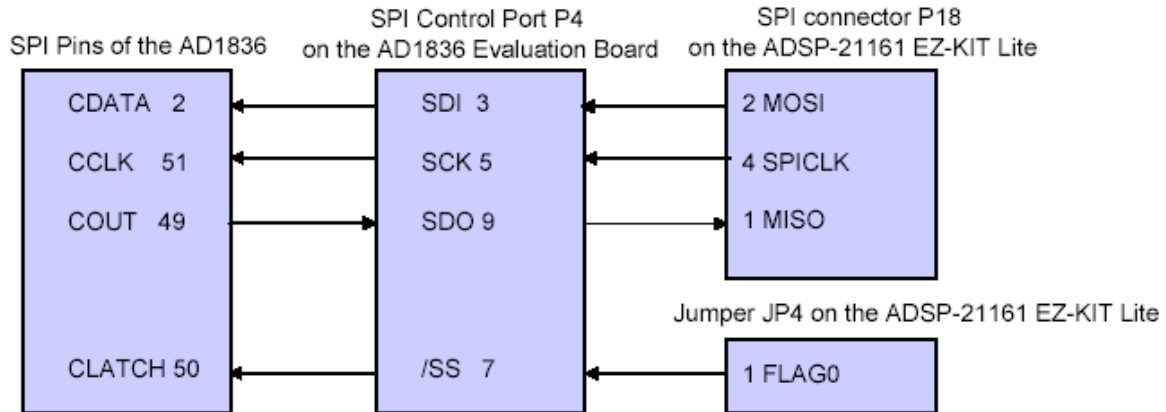 SPI Pins of the AD1836
SPI Control Port P4
on the AD1836 Evaluation Board
SPI connector P18
on the ADSP-21161 EZ-KIT Lite
CDATA 2
CCLK 51
COUT 49
CLATCH 50
SDI 3
SCK 5
SDO 9
/SS 7
2 MOSI
4 SPICLK
1 MISO
Jumper JP4 on the ADSP-21161 EZ-KIT Lite
1 FLAG0